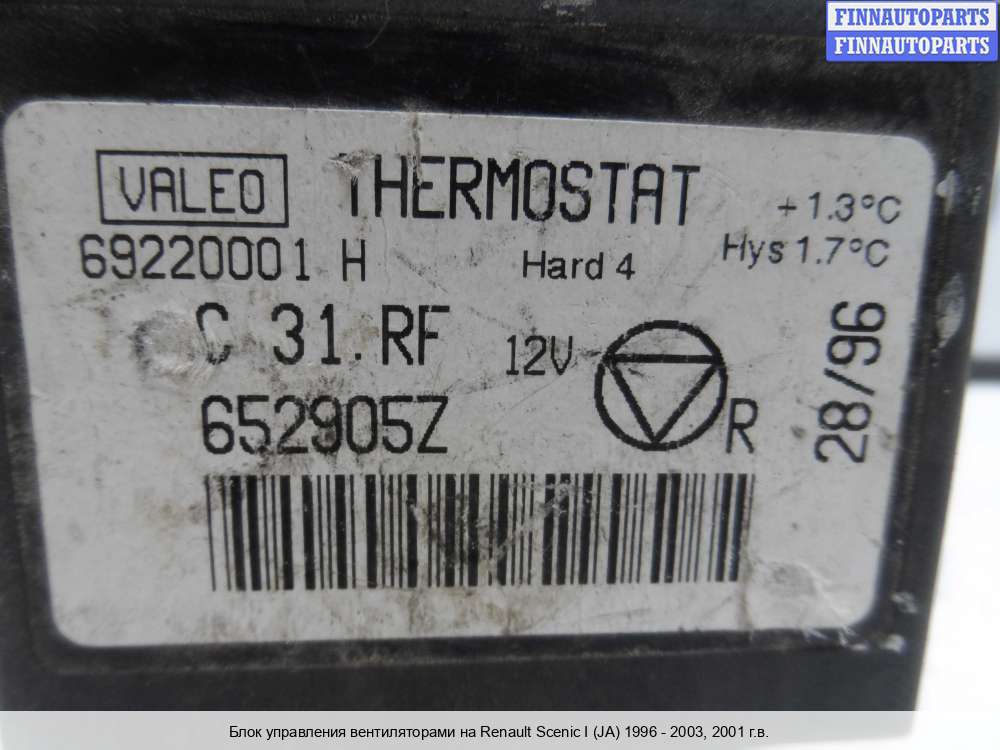 FINNAUTOPARTS
FINNAUTOPARTS
VALEO THERMOSTAT
+1.3°C
69220001 H Hard 4 Hys 1.7°C
C 31.RF 12V
652905Z R 28/96
Блок управления вентиляторами на Renault Scenic I (JA) 1996 - 2003, 2001 г.в.